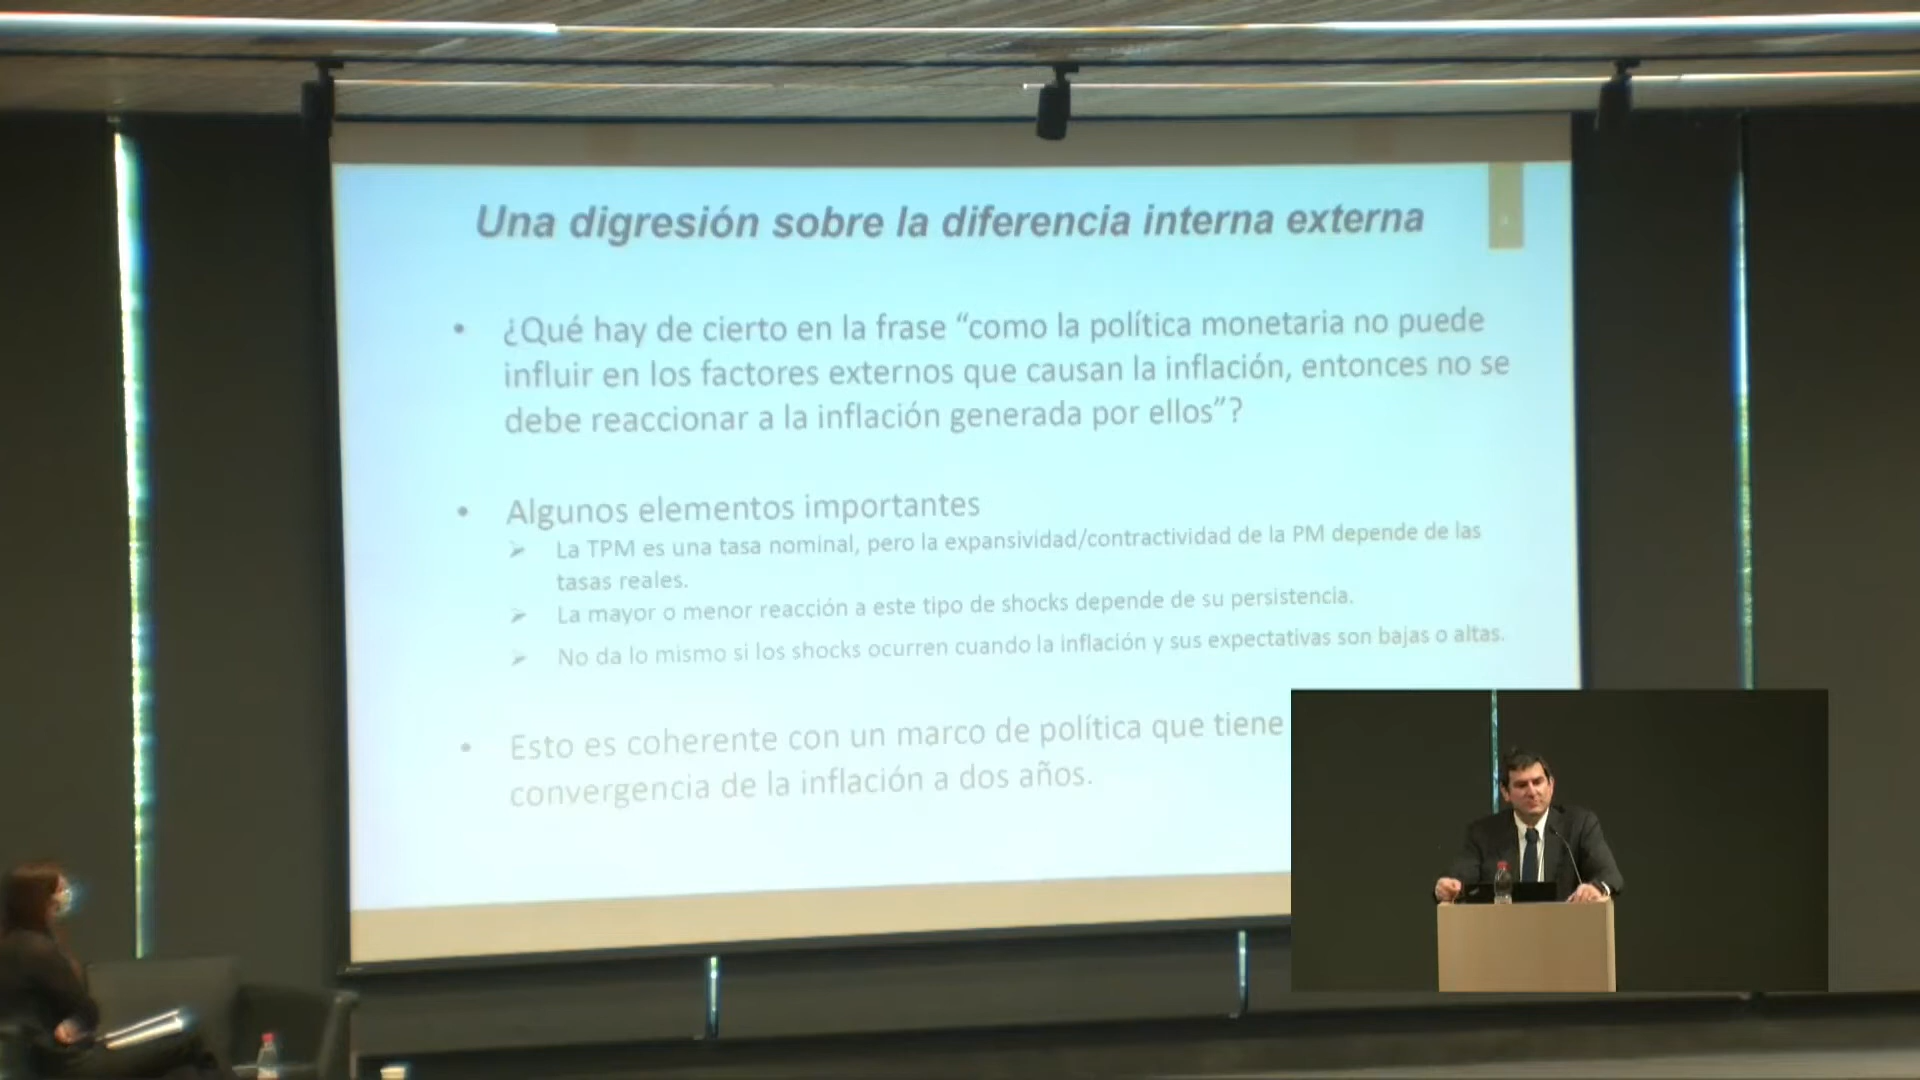 Una digresión sobre la diferencia interna externa
• ¿Qué hay de cierto en la frase “como la política monetaria no puede
influir en los factores externos que causan la inflación, entonces no se
debe reaccionar a la inflación generada por ellos”?
• Algunos elementos importantes
➢ La TPM es una tasa nominal, pero la expansividad/contractividad de la PM depende de las
tasas reales.
➢ La mayor o menor reacción a este tipo de shocks depende de su persistencia.
➢ No da lo mismo si los shocks ocurren cuando la inflación y sus expectativas son bajas o altas.
• Esto es coherente con un marco de política que tiene
convergencia de la inflación a dos años.